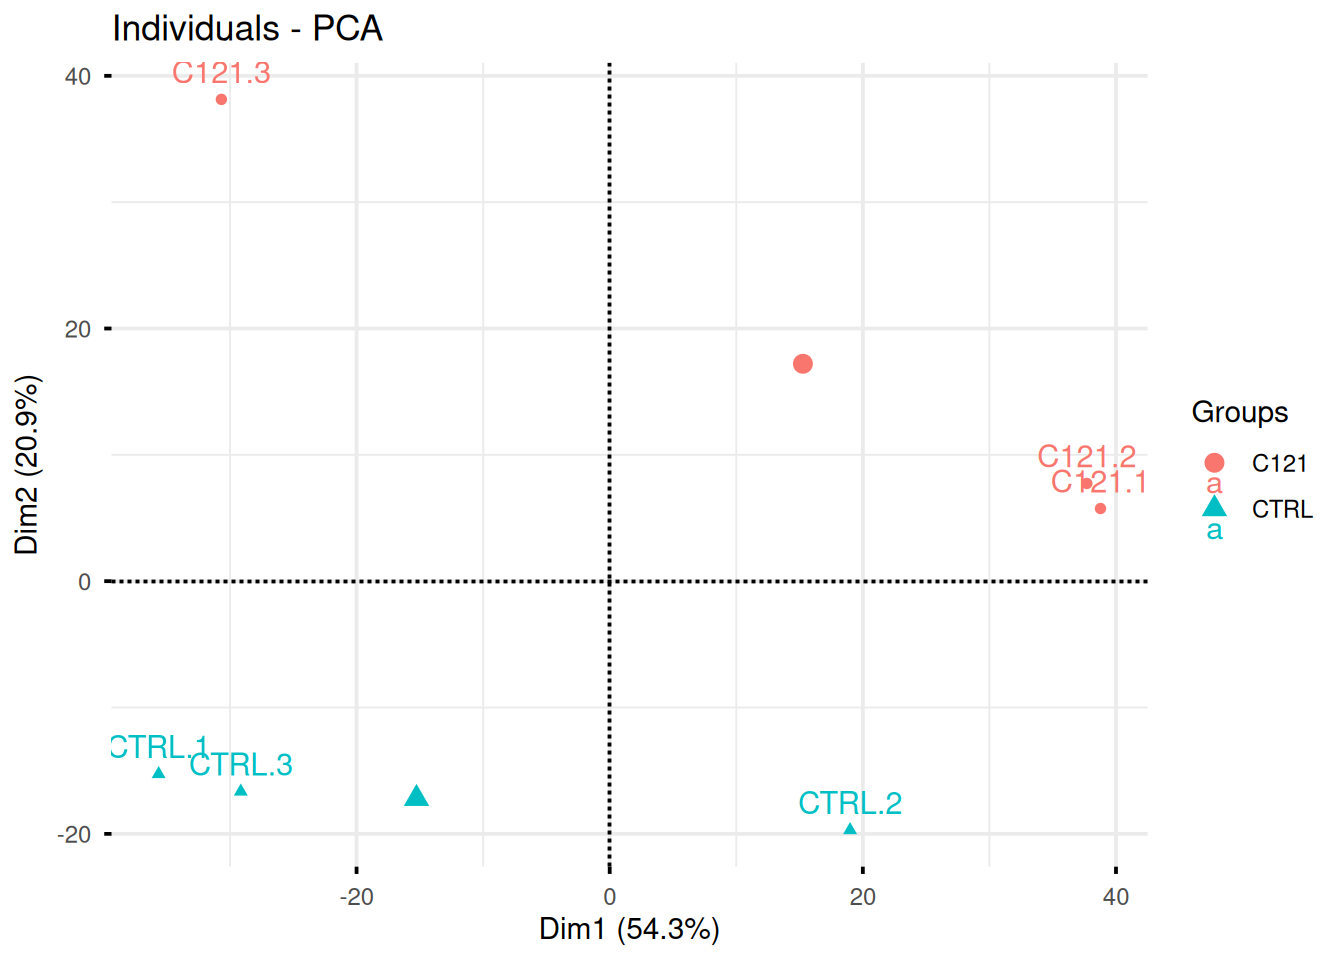 Individuals - PCA
C121.3
40
20
0
-20
Dim2 (20.9%)
C121.2
C121.1
CTRL.1
CTRL.3
CTRL.2
-20
0
20
40
Dim1 (54.3%)
Groups
a
C121
a
CTRL